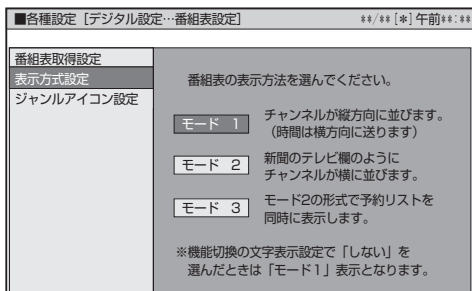 ■各種設定［デジタル設定…番組表設定］ **/**[*]午前**:**
番組表取得設定
表示方式設定
ジャンルアイコン設定
番組表の表示方法を選んでください。
モード 1
チャンネルが縦方向に並びます。
（時間は横方向に送ります）
モード 2
新聞のテレビ欄のように
チャンネルが横に並びます。
モード 3
モード2の形式で予約リストを
同時に表示します。
※機能切換の文字表示設定で「しない」を
選んだときは「モード1」表示となります。